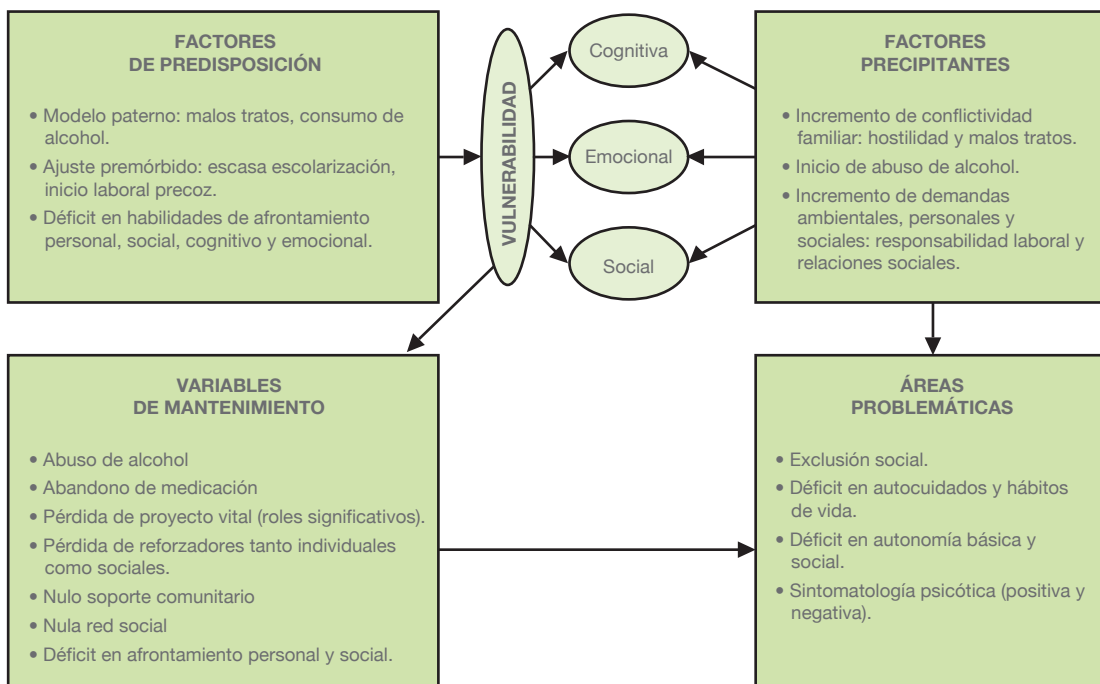 FACTORES
DE PREDISPOSICIÓN
• Modelo paterno: malos tratos, consumo de
alcohol.
• Ajuste premórbido: escasa escolarización,
inicio laboral precoz.
• Déficit en habilidades de afrontamiento
personal, social, cognitivo y emocional.
VULNERABILIDAD
Cognitiva
Emocional
Social
FACTORES
PRECIPITANTES
• Incremento de conflictividad
familiar: hostilidad y malos tratos.
• Inicio de abuso de alcohol.
• Incremento de demandas
ambientales, personales y
sociales: responsabilidad laboral y
relaciones sociales.
VARIABLES
DE MANTENIMIENTO
• Abuso de alcohol
• Abandono de medicación
• Pérdida de proyecto vital (roles significativos).
• Pérdida de reforzadores tanto individuales
como sociales.
• Nulo soporte comunitario
• Nula red social
• Déficit en afrontamiento personal y social.
ÁREAS
PROBLEMÁTICAS
• Exclusión social.
• Déficit en autocuidados y hábitos
de vida.
• Déficit en autonomía básica y
social.
• Sintomatología psicótica (positiva y
negativa).